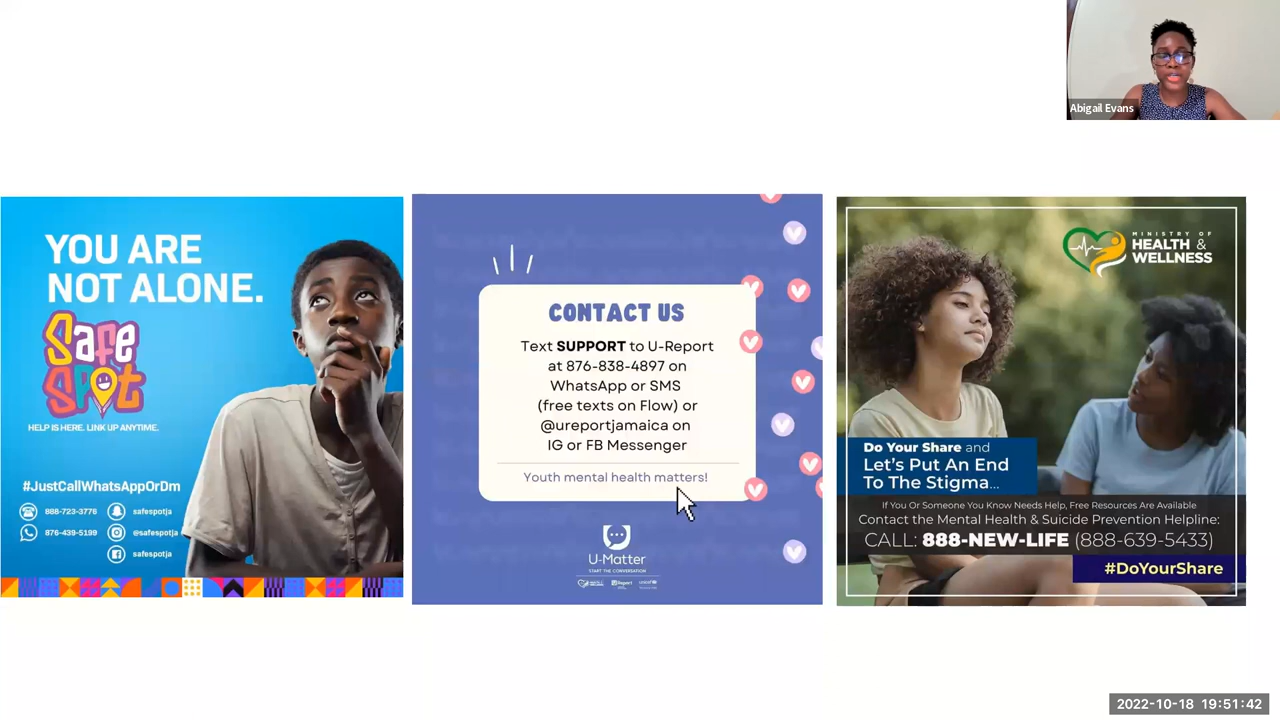 Abigail Evans
YOU ARE
NOT ALONE.
Safe
Spot
HELP IS HERE. LINK UP ANYTIME.
#JustCallWhatsAppOrDm
888-723-3776 safespotja
876-439-5199 @safespotja
safespotja
CONTACT US
Text SUPPORT to U-Report
at 876-838-4897 on
WhatsApp or SMS
(free texts on Flow) or
@ureportjamaica on
IG or FB Messenger
Youth mental health matters!
U-Matter
START THE CONVERSATION
MINISTRY OF
HEALTH &
WELLNESS
Do Your Share and
Let's Put An End
To The Stigma...
If You Or Someone You Know Needs Help, Free Resources Are Available
Contact the Mental Health & Suicide Prevention Helpline:
CALL: 888-NEW-LIFE (888-639-5433)
#DoYourShare
2022-10-18 19:51:42